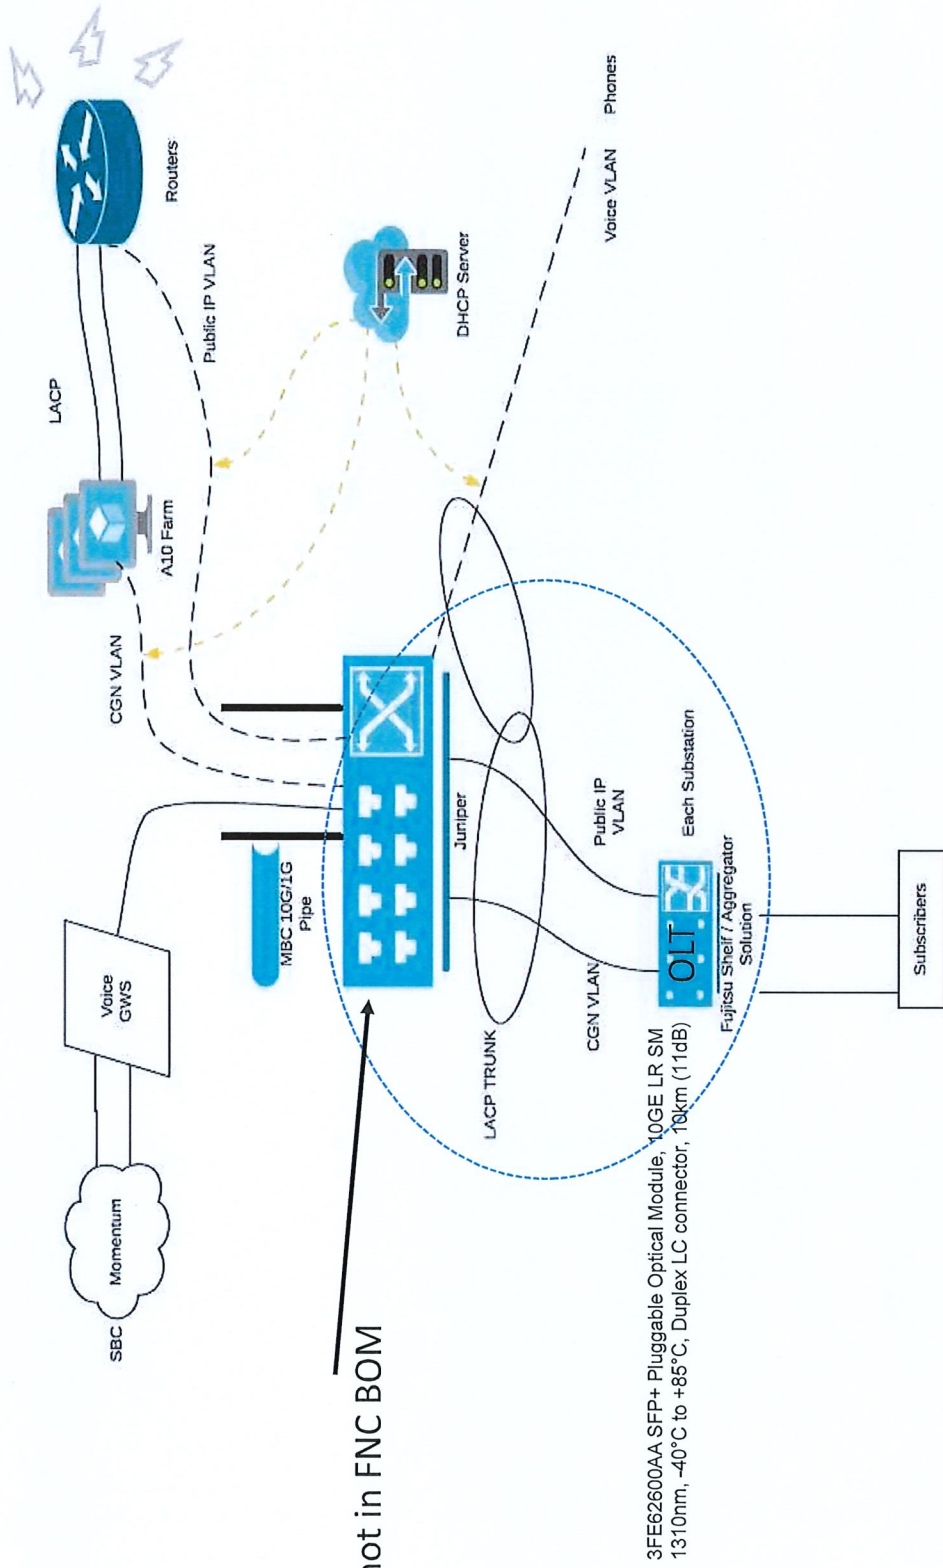 SBC
Momentum
Voice
GWS
CGN VLAN
A10 Farm
LACP
Public IP VLAN
Routers
MBC 10G/1G
Pipe
DHCP Server
not in FNC BOM
Juniper
LACP TRUNK
Voice VLAN
Phones
CGN VLAN
Public IP
VLAN
OLT
Each Substation
Fujitsu Shelf / Aggregator
Solution
3FE62600AA SFP+ Pluggable Optical Module, 10GE LR SM
1310nm, -40°C to +85°C, Duplex LC connector, 10km (11dB)
Subscribers